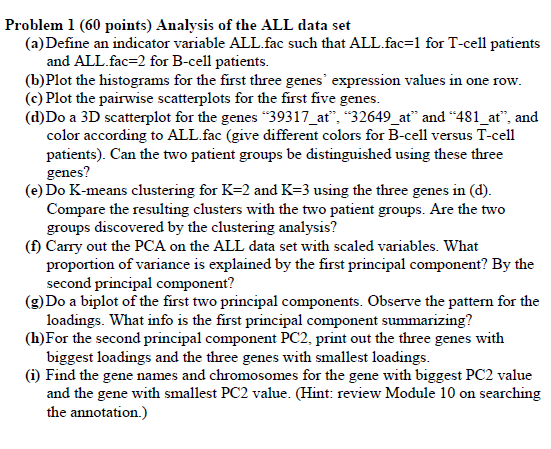 Problem 1 (60 points) Analysis of the ALL data set
(a)Define an indicator variable ALL.fac such that ALL.fac=1 for T-cell patients
and ALL.fac=2 for B-cell patients.
(b)Plot the histograms for the first three genes’ expression values in one row.
(c) Plot the pairwise scatterplots for the first five genes.
(d)Do a 3D scatterplot for the genes “39317_at”, “32649_at” and “481_at”, and
color according to ALL.fac (give different colors for B-cell versus T-cell
patients). Can the two patient groups be distinguished using these three
genes?
(e) Do K-means clustering for K=2 and K=3 using the three genes in (d).
Compare the resulting clusters with the two patient groups. Are the two
groups discovered by the clustering analysis?
(f) Carry out the PCA on the ALL data set with scaled variables. What
proportion of variance is explained by the first principal component? By the
second principal component?
(g)Do a biplot of the first two principal components. Observe the pattern for the
loadings. What info is the first principal component summarizing?
(h)For the second principal component PC2, print out the three genes with
biggest loadings and the three genes with smallest loadings.
(i) Find the gene names and chromosomes for the gene with biggest PC2 value
and the gene with smallest PC2 value. (Hint: review Module 10 on searching
the annotation.)